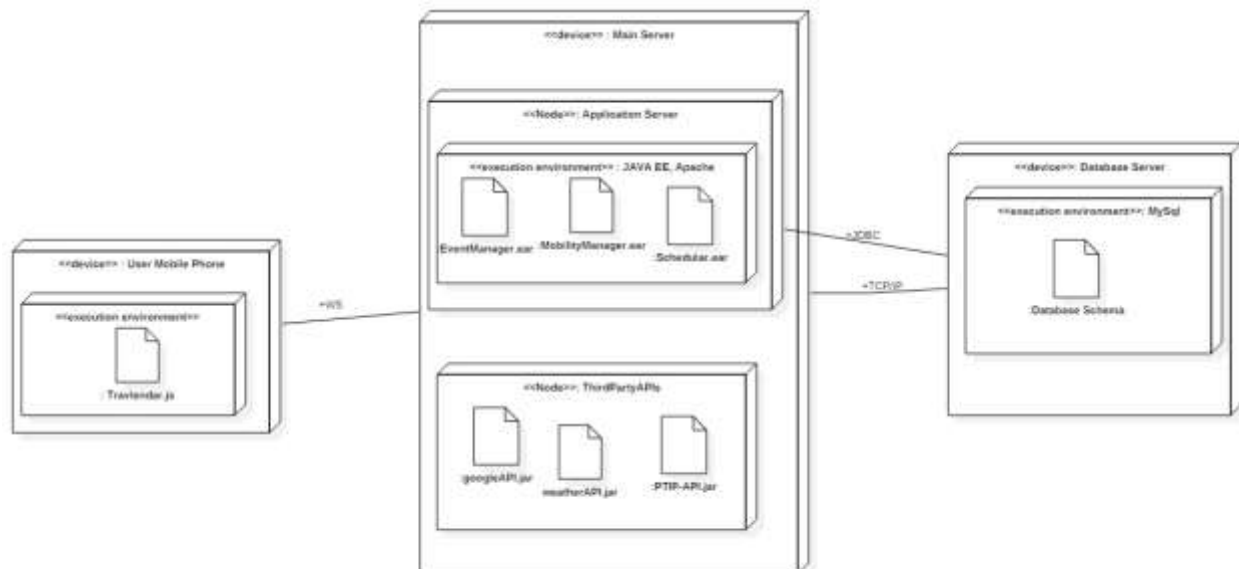 <<device>> : Main Server
<<Node>>: Application Server
<<execution environment>> : JAVA EE, Apache
:EventManager.ear
:MobilityManager.ear
:Schedular.ear
<<Node>>: ThirdPartyAPIs
:googleAPI.jar
:weatherAPI.jar
:PTIP-API.jar
<<device>> : User Mobile Phone
<<execution environment>>
: Travlendar.js
+WS
+JDBC
+TCP/IP
<<device>>: Database Server
<<execution environment>>: MySql
:Database Schema